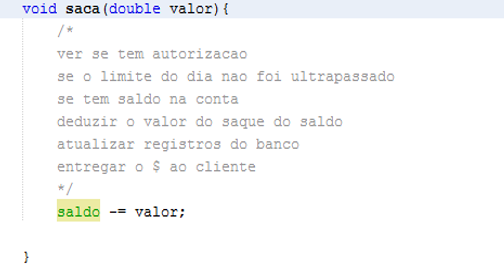 void saca(double valor){
/*
ver se tem autorizacao
se o limite do dia nao foi ultrapassado
se tem saldo na conta
deduzir o valor do saque do saldo
atualizar registros do banco
entregar o $ ao cliente
*/
saldo -= valor;
}